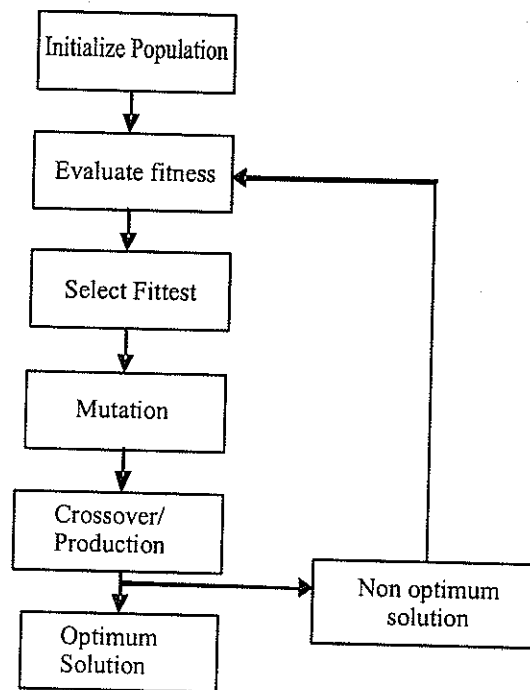 Initialize Population
Evaluate fitness
Select Fittest
Mutation
Crossover/
Production
Non optimum
solution
Optimum
Solution